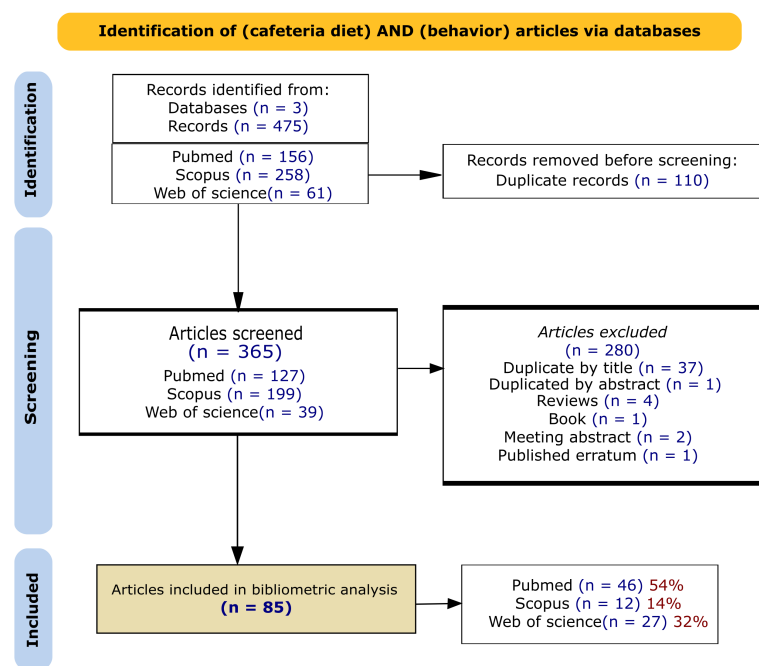 Identification of (cafeteria diet) AND (behavior) articles via databases
Identification
Records identified from:
Databases (n = 3)
Records (n = 475)
Pubmed (n = 156)
Scopus (n = 258)
Web of science(n = 61)
Records removed before screening:
Duplicate records (n = 110)
Screening
Articles screened
(n = 365)
Pubmed (n = 127)
Scopus (n = 199)
Web of science(n = 39)
Articles excluded
(n = 280)
Duplicate by title (n = 37)
Duplicated by abstract (n = 1)
Reviews (n = 4)
Book (n = 1)
Meeting abstract (n = 2)
Published erratum (n = 1)
Included
Articles included in bibliometric analysis
(n = 85)
Pubmed (n = 46) 54%
Scopus (n = 12) 14%
Web of science(n = 27) 32%